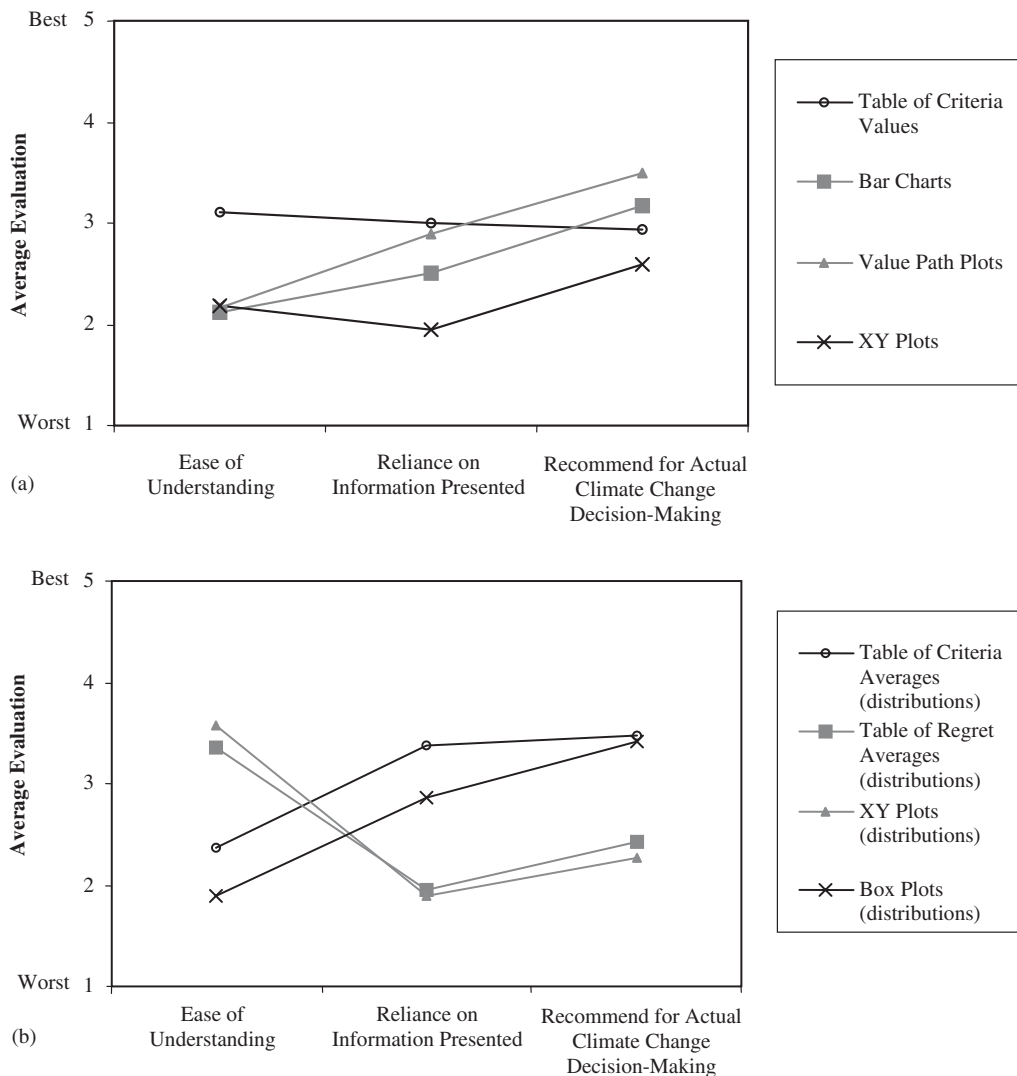 Best 5
4
3
2
Worst 1
Average Evaluation
Ease of
Understanding
Reliance on
Information Presented
Recommend for Actual
Climate Change
Decision-Making
(a)
Table of Criteria
Values
Bar Charts
Value Path Plots
XY Plots
Best 5
4
3
2
Worst 1
Average Evaluation
Ease of
Understanding
Reliance on
Information Presented
Recommend for Actual
Climate Change
Decision-Making
(b)
Table of Criteria
Averages
(distributions)
Table of Regret
Averages
(distributions)
XY Plots
(distributions)
Box Plots
(distributions)